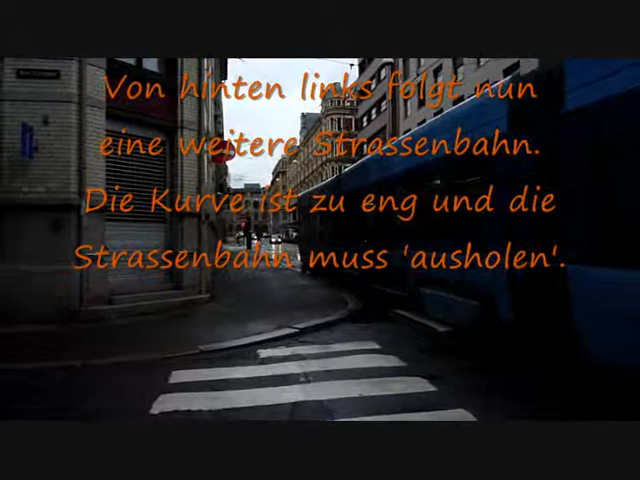 Von hinten links folgt nun
eine weitere Strassenbahn.
Die Kurve ist zu eng und die
Strassenbahn muss 'ausholen'.